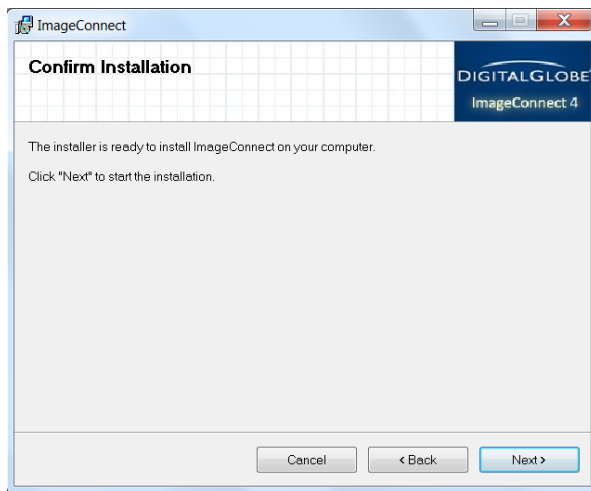 ImageConnect
Confirm Installation
DIGITALGLOBE
ImageConnect 4
The installer is ready to install ImageConnect on your computer.
Click "Next" to start the installation.
Cancel
< Back
Next >